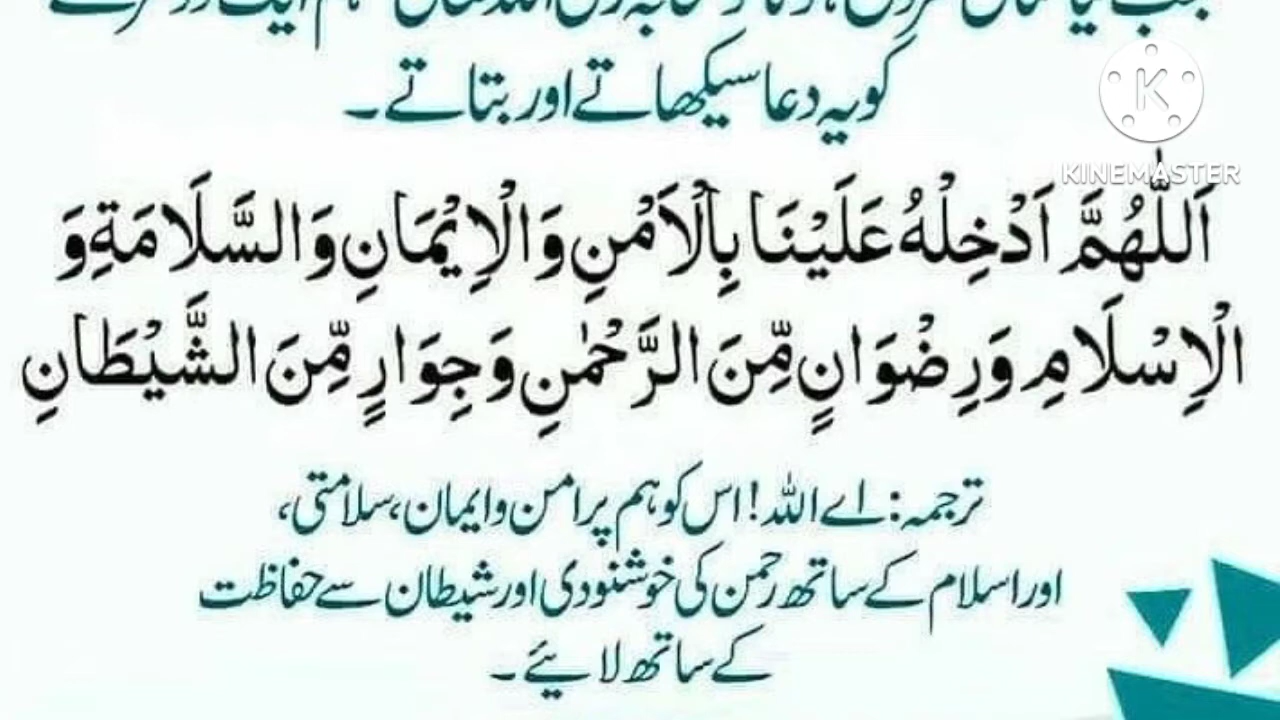 کو یہ دعا سیکھاتے اور بتاتے۔
K
KINEMASTER
اَللّٰهُمَّ اَدْخِلْهُ عَلَيْنَا بِالْاَمْنِ وَالْاِيْمَانِ وَالسَّلَامَةِ وَ
الْاِسْلَامِ وَرِضْوَانٍ مِّنَ الرَّحْمٰنِ وَجِوَارٍ مِّنَ الشَّيْطَانِ
ترجمہ: اے اللہ! اس کو ہم پر امن و ایمان، سلامتی،
اور اسلام کے ساتھ رحمن کی خوشنودی اور شیطان سے حفاظت
کے ساتھ لایئے۔